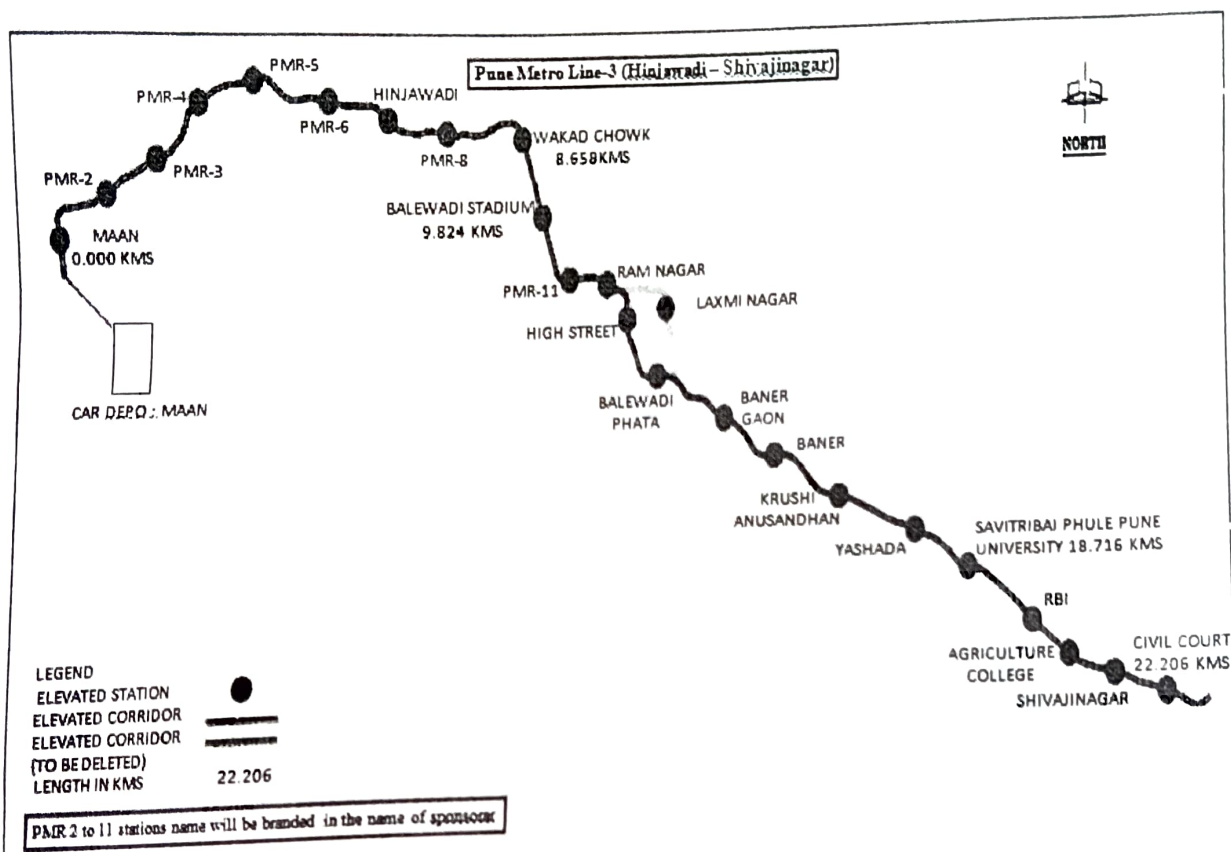 Pune Metro Line-3 (Hinjawadi – Shivajinagar)
NORTH
PMR-5
PMR-4
HINJAWADI
PMR-6
PMR-8
WAKAD CHOWK
8.658KMS
PMR-3
PMR-2
BALEWADI STADIUM
9.824 KMS
MAAN
0.000 KMS
RAM NAGAR
PMR-11
LAXMI NAGAR
HIGH STREET
CAR DEPO MAAN
BALEWADI
PHATA
BANER
GAON
BANER
KRUSHI
ANUSANDHAN
YASHADA
SAVITRIBAI PHULE PUNE
UNIVERSITY 18.716 KMS
RBI
AGRICULTURE
COLLEGE
CIVIL COURT
22.206 KMS
SHIVAJINAGAR
LEGEND
ELEVATED STATION
ELEVATED CORRIDOR
ELEVATED CORRIDOR
(TO BE DELETED)
LENGTH IN KMS 22.206
PMR 2 to 11 stations name will be branded in the name of sponsorar